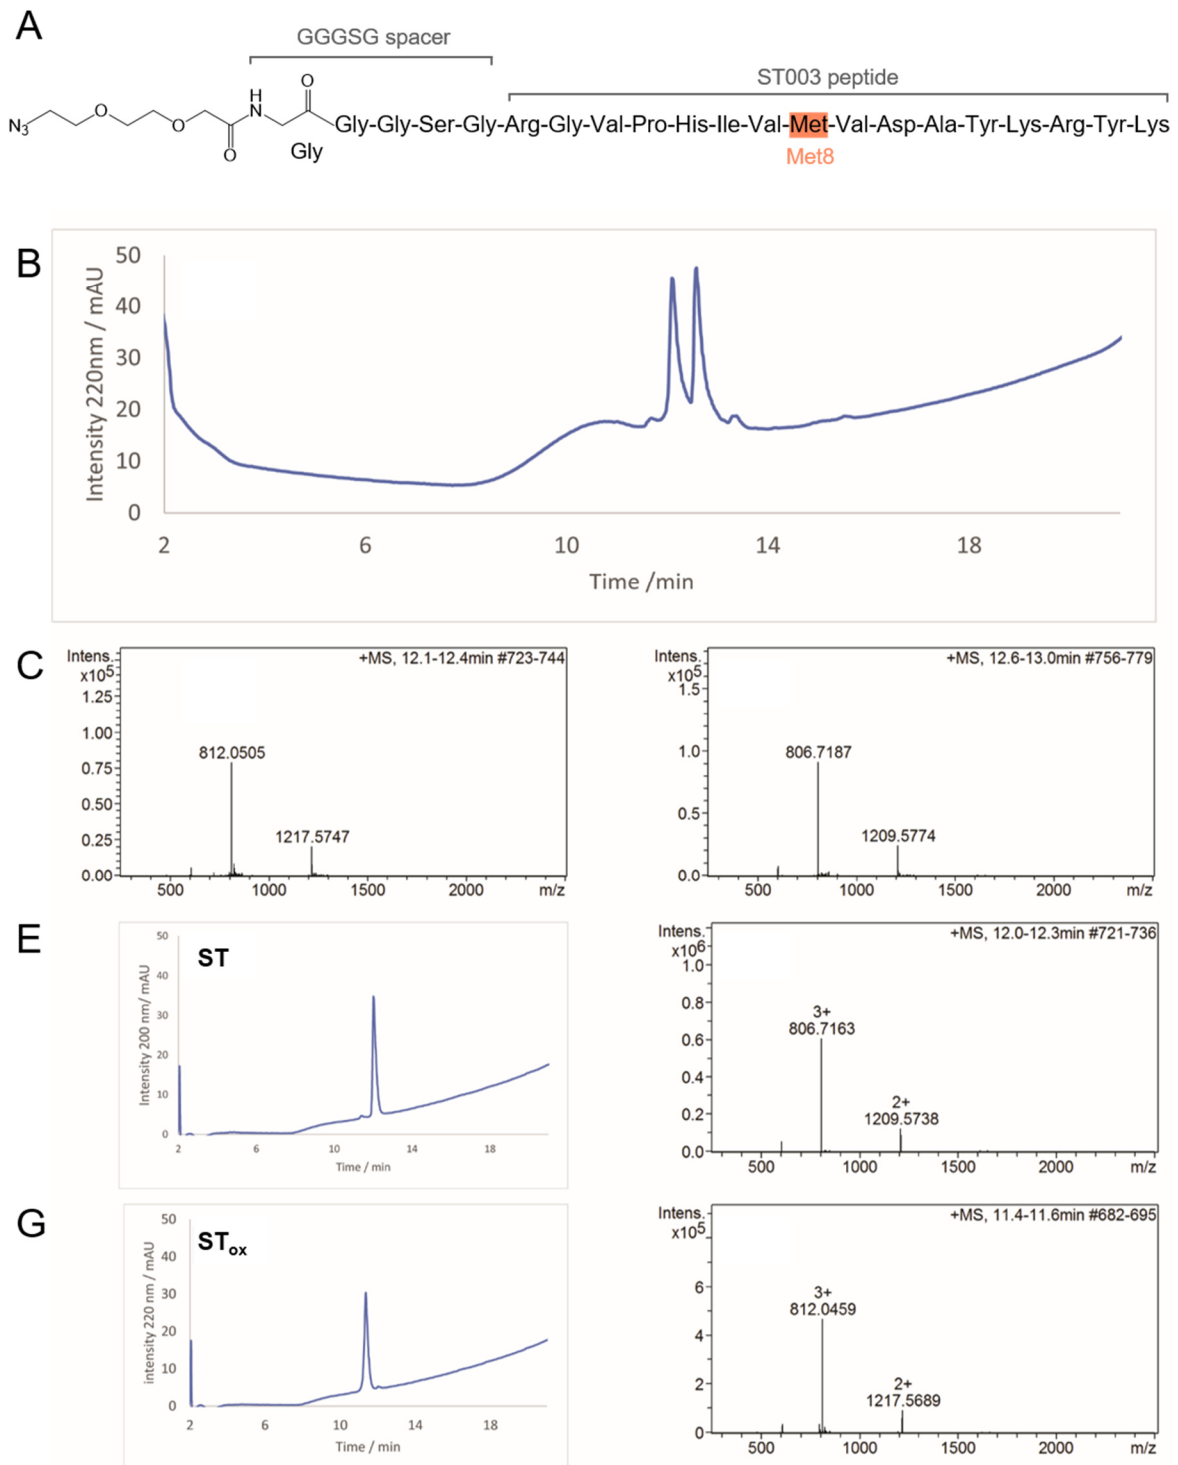 A
GGGSG spacer
ST003 peptide
N3
O
O
O
H
N
O
Gly
Gly-Gly-Ser-Gly-Arg-Gly-Val-Pro-His-Ile-Val-Met-Val-Asp-Ala-Tyr-Lys-Arg-Tyr-Lys
Met8
B
Intensity 220nm / mAU
50
40
30
20
10
0
2 6 10 14 18
Time /min
C
Intens.
x10⁵
+MS, 12.1-12.4min #723-744
1.25
1.00
0.75
0.50
0.25
0.00
812.0505
1217.5747
500 1000 1500 2000 m/z
Intens.
x10⁵
+MS, 12.6-13.0min #756-779
1.5
1.0
0.5
0.0
806.7187
1209.5774
500 1000 1500 2000 m/z
E
ST
Intensity 200 nm/ mAU
50
40
30
20
10
0
2 6 10 14 18
Time / min
Intens.
x10⁶
+MS, 12.0-12.3min #721-736
1.0
0.8
0.6
0.4
0.2
0.0
3+
806.7163
2+
1209.5738
500 1000 1500 2000 m/z
G
STox
intensity 220 nm / mAU
50
40
30
20
10
0
2 6 10 14 18
Time / min
Intens.
x10⁵
+MS, 11.4-11.6min #682-695
6
4
2
0
3+
812.0459
2+
1217.5689
500 1000 1500 2000 m/z